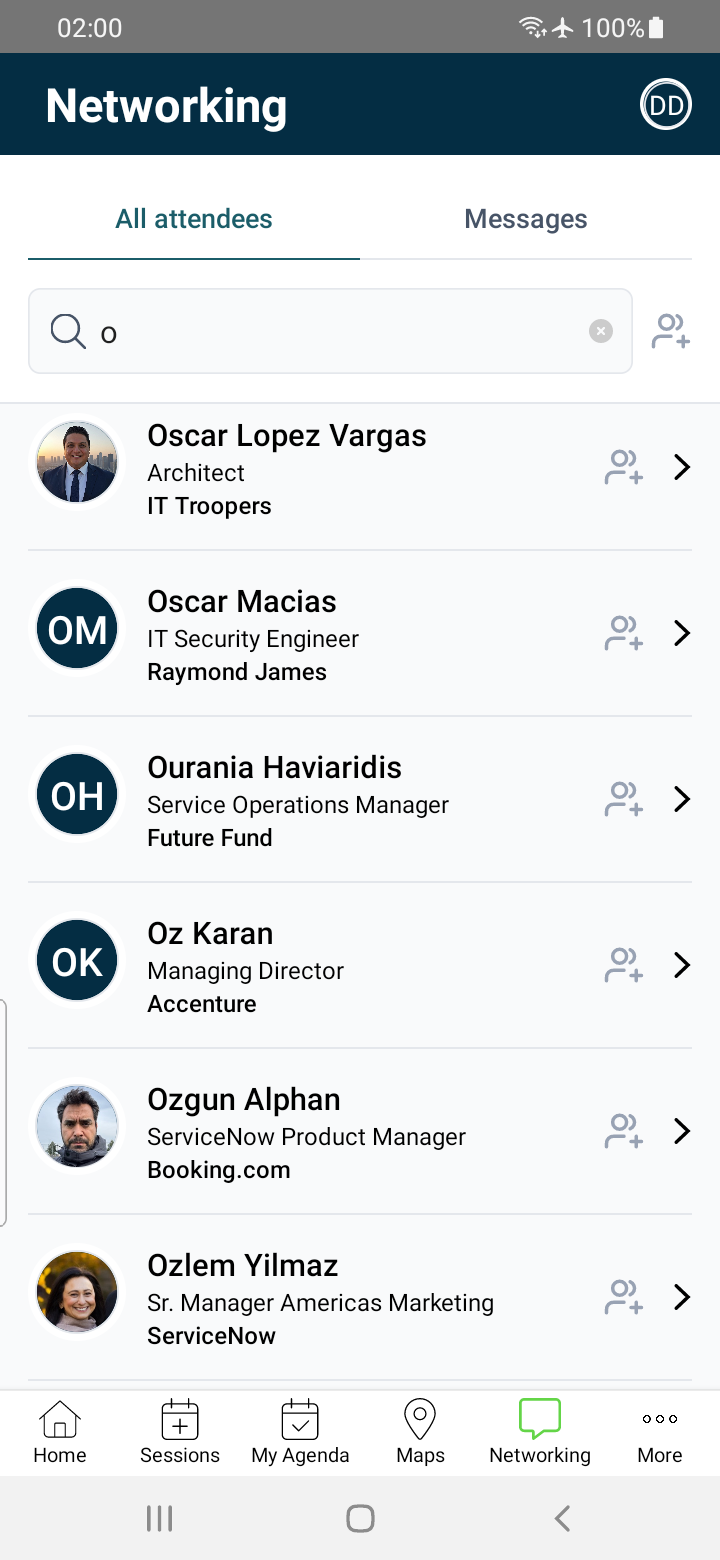 02:00
100%
Networking
DD
All attendees
Messages
o
Oscar Lopez Vargas
Architect
IT Troopers
OM
Oscar Macias
IT Security Engineer
Raymond James
OH
Ourania Haviaridis
Service Operations Manager
Future Fund
OK
Oz Karan
Managing Director
Accenture
Ozgun Alphan
ServiceNow Product Manager
Booking.com
Ozlem Yilmaz
Sr. Manager Americas Marketing
ServiceNow
Home
Sessions
My Agenda
Maps
Networking
More